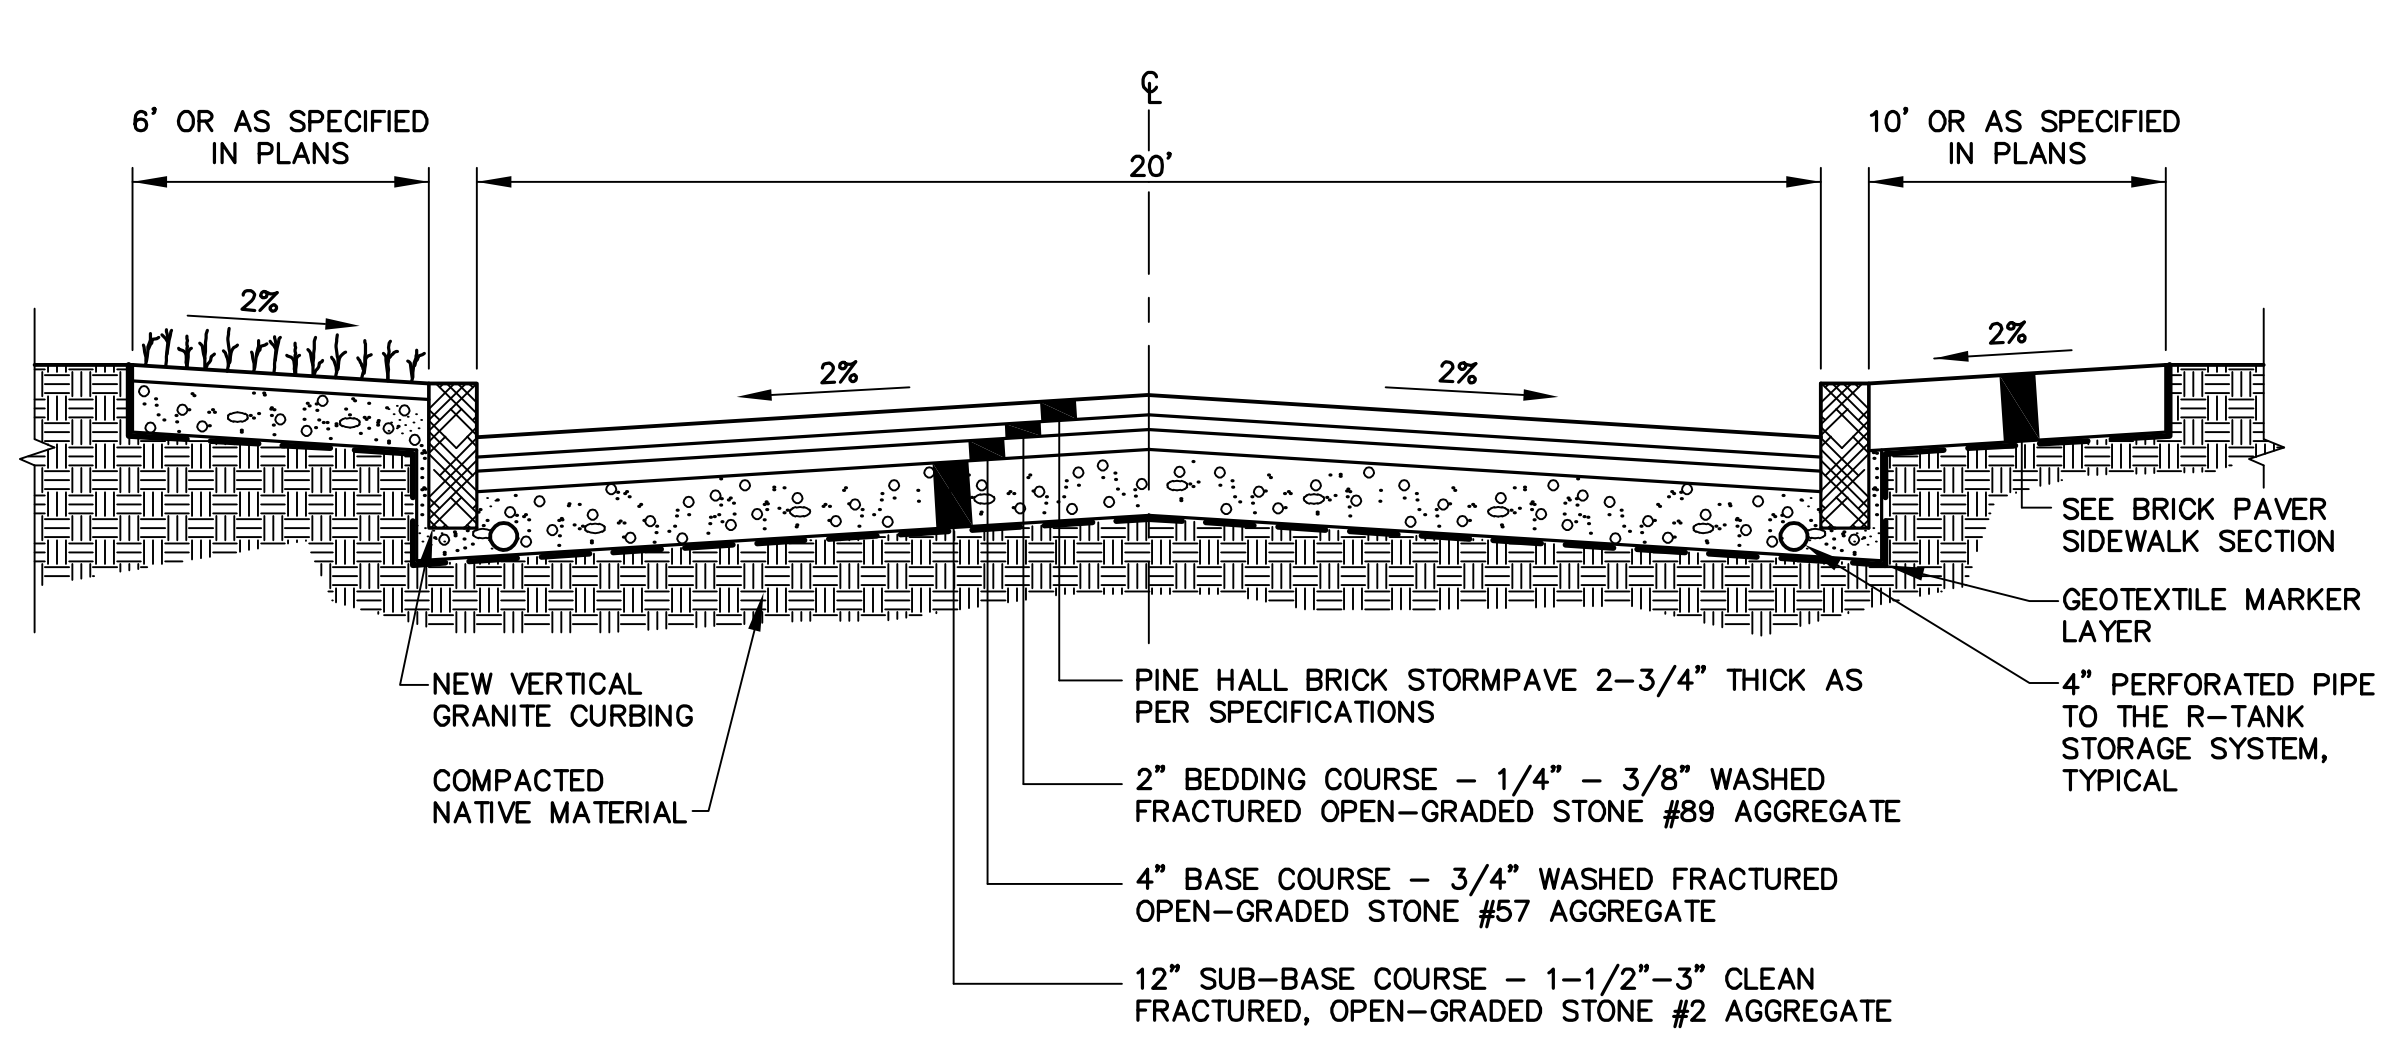 ℄
6' OR AS SPECIFIED
IN PLANS
20'
10' OR AS SPECIFIED
IN PLANS
2%
2%
2%
2%
SEE BRICK PAVER
SIDEWALK SECTION
GEOTEXTILE MARKER
LAYER
4" PERFORATED PIPE
TO THE R-TANK
STORAGE SYSTEM,
TYPICAL
NEW VERTICAL
GRANITE CURBING
COMPACTED
NATIVE MATERIAL
PINE HALL BRICK STORMPAVE 2-3/4" THICK AS
PER SPECIFICATIONS
2" BEDDING COURSE - 1/4" - 3/8" WASHED
FRACTURED OPEN-GRADED STONE #89 AGGREGATE
4" BASE COURSE - 3/4" WASHED FRACTURED
OPEN-GRADED STONE #57 AGGREGATE
12" SUB-BASE COURSE - 1-1/2"-3" CLEAN
FRACTURED, OPEN-GRADED STONE #2 AGGREGATE